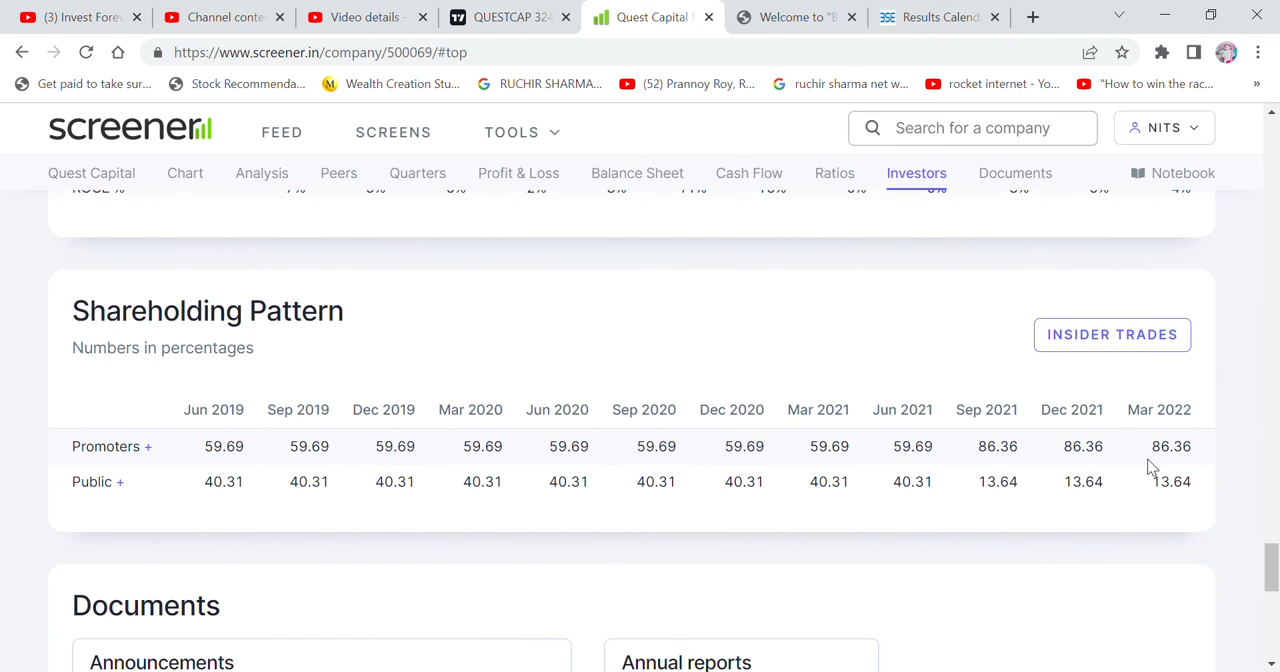 (3) Invest Forev
Channel conte
Video details -
QUESTCAP 324
Quest Capital M
Welcome to "B
Results Calend
https://www.screener.in/company/500069/#top
Get paid to take sur...
Stock Recommenda...
Wealth Creation Stu...
RUCHIR SHARMA...
(52) Prannoy Roy, R...
ruchir sharma net w...
rocket internet - Yo...
"How to win the rac...
»
screener
FEED
SCREENS
TOOLS
Search for a company
NITS
Quest Capital Chart Analysis Peers Quarters Profit & Loss Balance Sheet Cash Flow Ratios Investors Documents Notebook
Shareholding Pattern
Numbers in percentages
INSIDER TRADES
Jun 2019 Sep 2019 Dec 2019 Mar 2020 Jun 2020 Sep 2020 Dec 2020 Mar 2021 Jun 2021 Sep 2021 Dec 2021 Mar 2022
Promoters + 59.69 59.69 59.69 59.69 59.69 59.69 59.69 59.69 59.69 86.36 86.36 86.36
Public + 40.31 40.31 40.31 40.31 40.31 40.31 40.31 40.31 40.31 13.64 13.64 13.64
Documents
Announcements
Annual reports